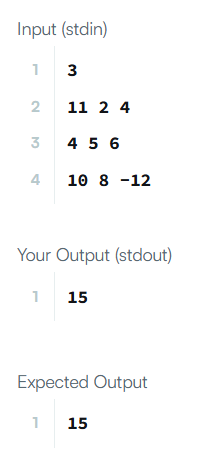 Input (stdin)
1 3
2 11 2 4
3 4 5 6
4 10 8 -12
Your Output (stdout)
1 15
Expected Output
1 15